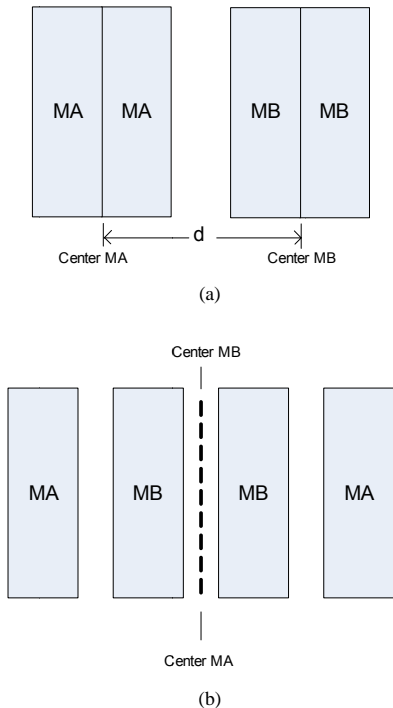 MA MA MB MB
d
Center MA Center MB
(a)
Center MB
MA MB MB MA
Center MA
(b)